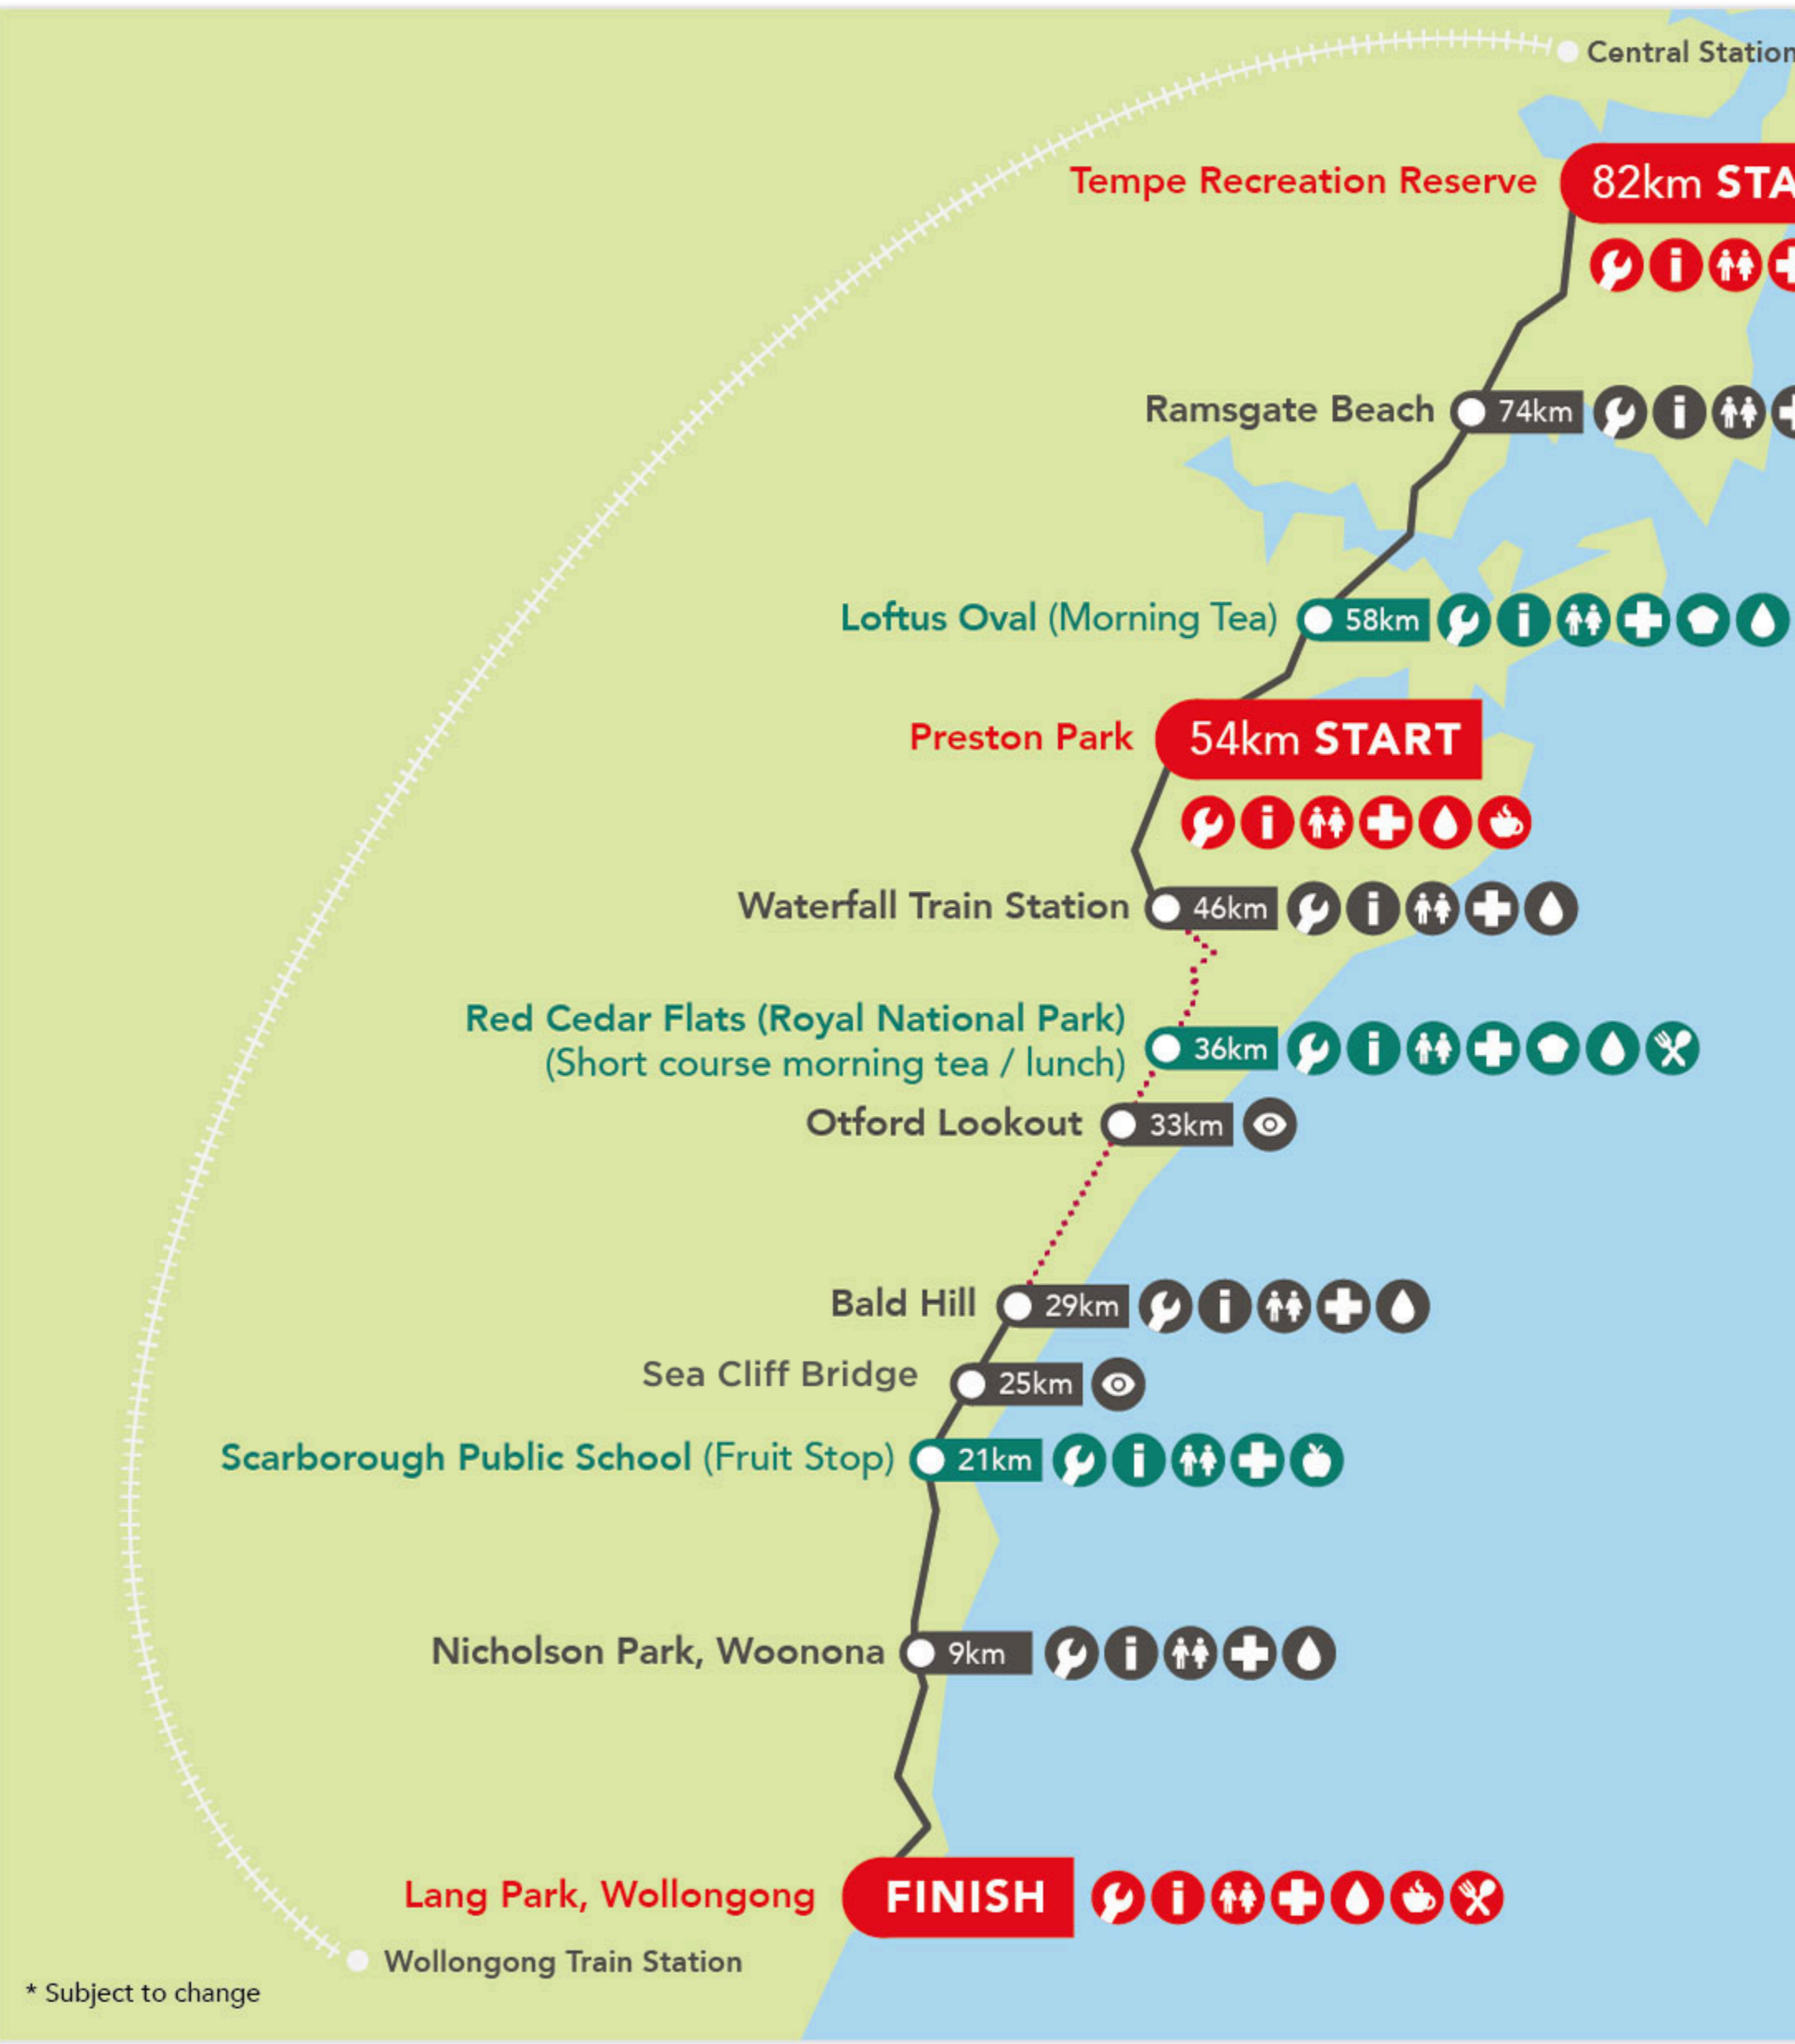 Central Station
Tempe Recreation Reserve 82km STA
Ramsgate Beach 74km
Loftus Oval (Morning Tea) 58km
Preston Park 54km START
Waterfall Train Station 46km
Red Cedar Flats (Royal National Park)
(Short course morning tea / lunch) 36km
Otford Lookout 33km
Bald Hill 29km
Sea Cliff Bridge 25km
Scarborough Public School (Fruit Stop) 21km
Nicholson Park, Woonona 9km
Lang Park, Wollongong FINISH
Wollongong Train Station
* Subject to change